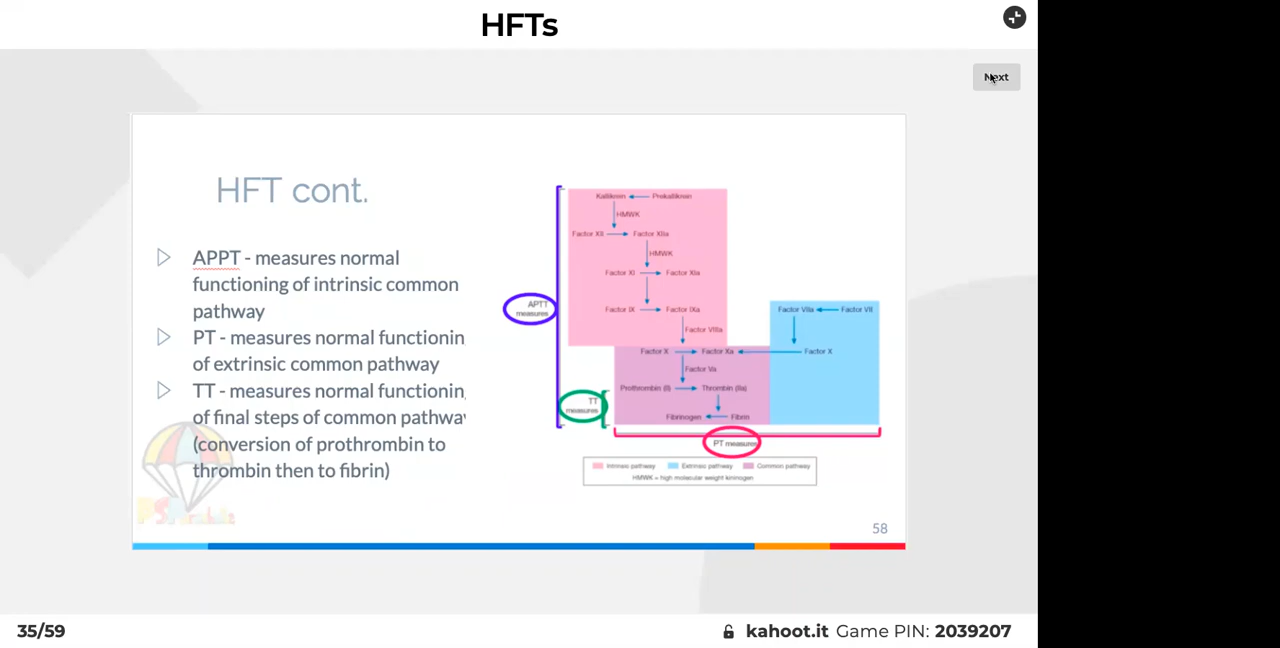 HFTs
Next
HFT cont.
APPT - measures normal
functioning of intrinsic common
pathway
PT - measures normal functionin
of extrinsic common pathway
TT - measures normal functionin
of final steps of common pathwa
(conversion of prothrombin to
thrombin then to fibrin)
Kallikrein Prekallikrein
HMWK
Factor XII Factor XIIa
HMWK
Factor XI Factor XIa
APTT
measures
Factor IX Factor IXa
Factor VIIa Factor VII
Factor VIIIa
Factor X Factor Xa Factor X
Factor Va
Prothrombin (II) Thrombin (IIa)
TT
measures
Fibrinogen Fibrin
PT measures
Intrinsic pathway Extrinsic pathway Common pathway
HMWK = high molecular weight kininogen
58
35/59
kahoot.it Game PIN: 2039207